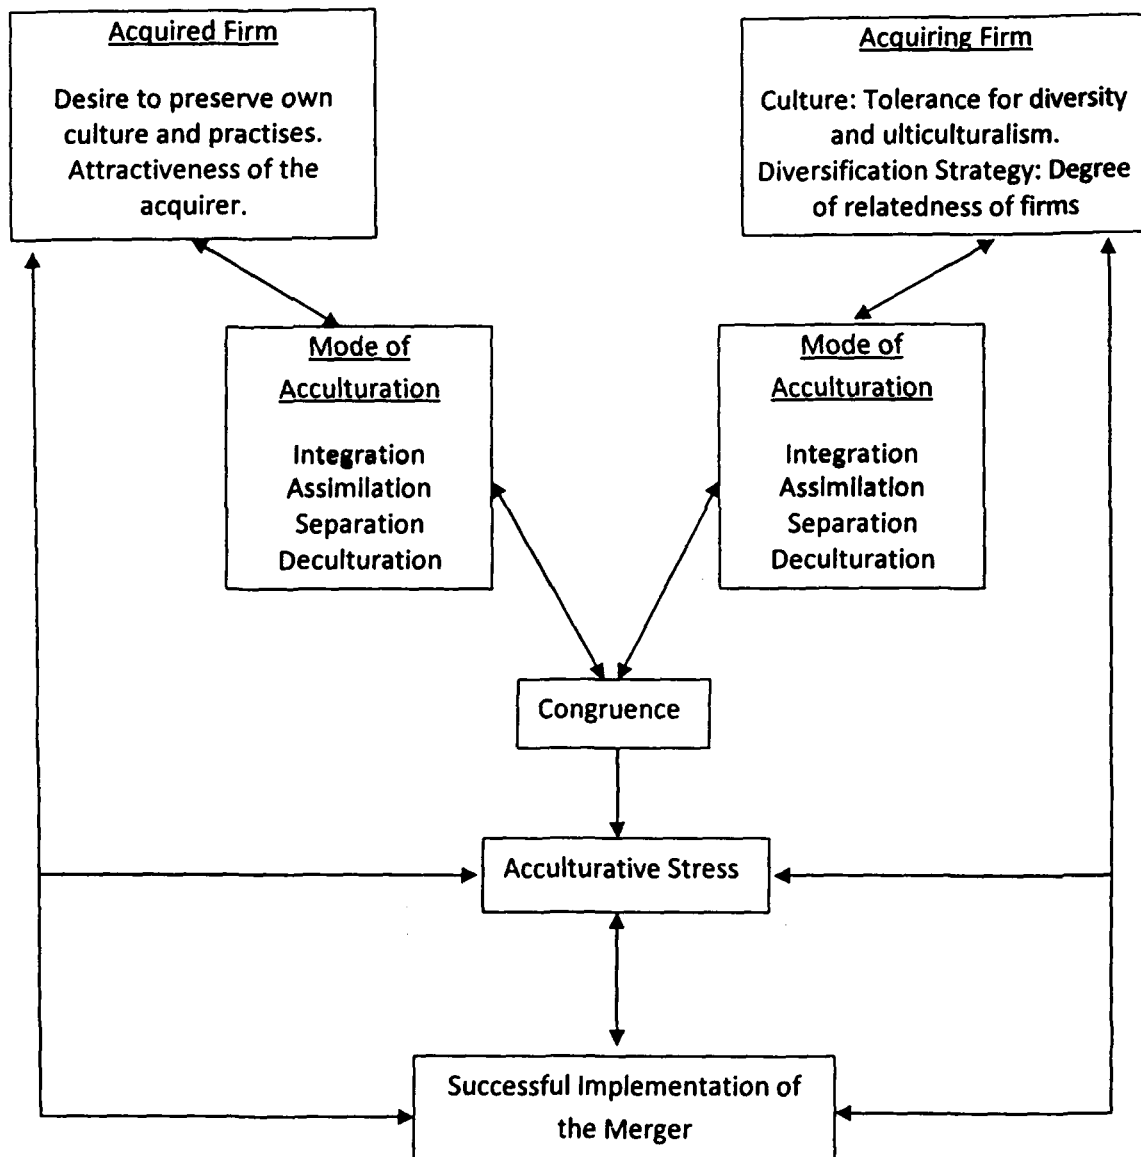 Acquired Firm
Desire to preserve own
culture and practises.
Attractiveness of the
acquirer.
Acquiring Firm
Culture: Tolerance for diversity
and ulticulturalism.
Diversification Strategy: Degree
of relatedness of firms
Mode of
Acculturation
Integration
Assimilation
Separation
Deculturation
Mode of
Acculturation
Integration
Assimilation
Separation
Deculturation
Congruence
Acculturative Stress
Successful Implementation of
the Merger